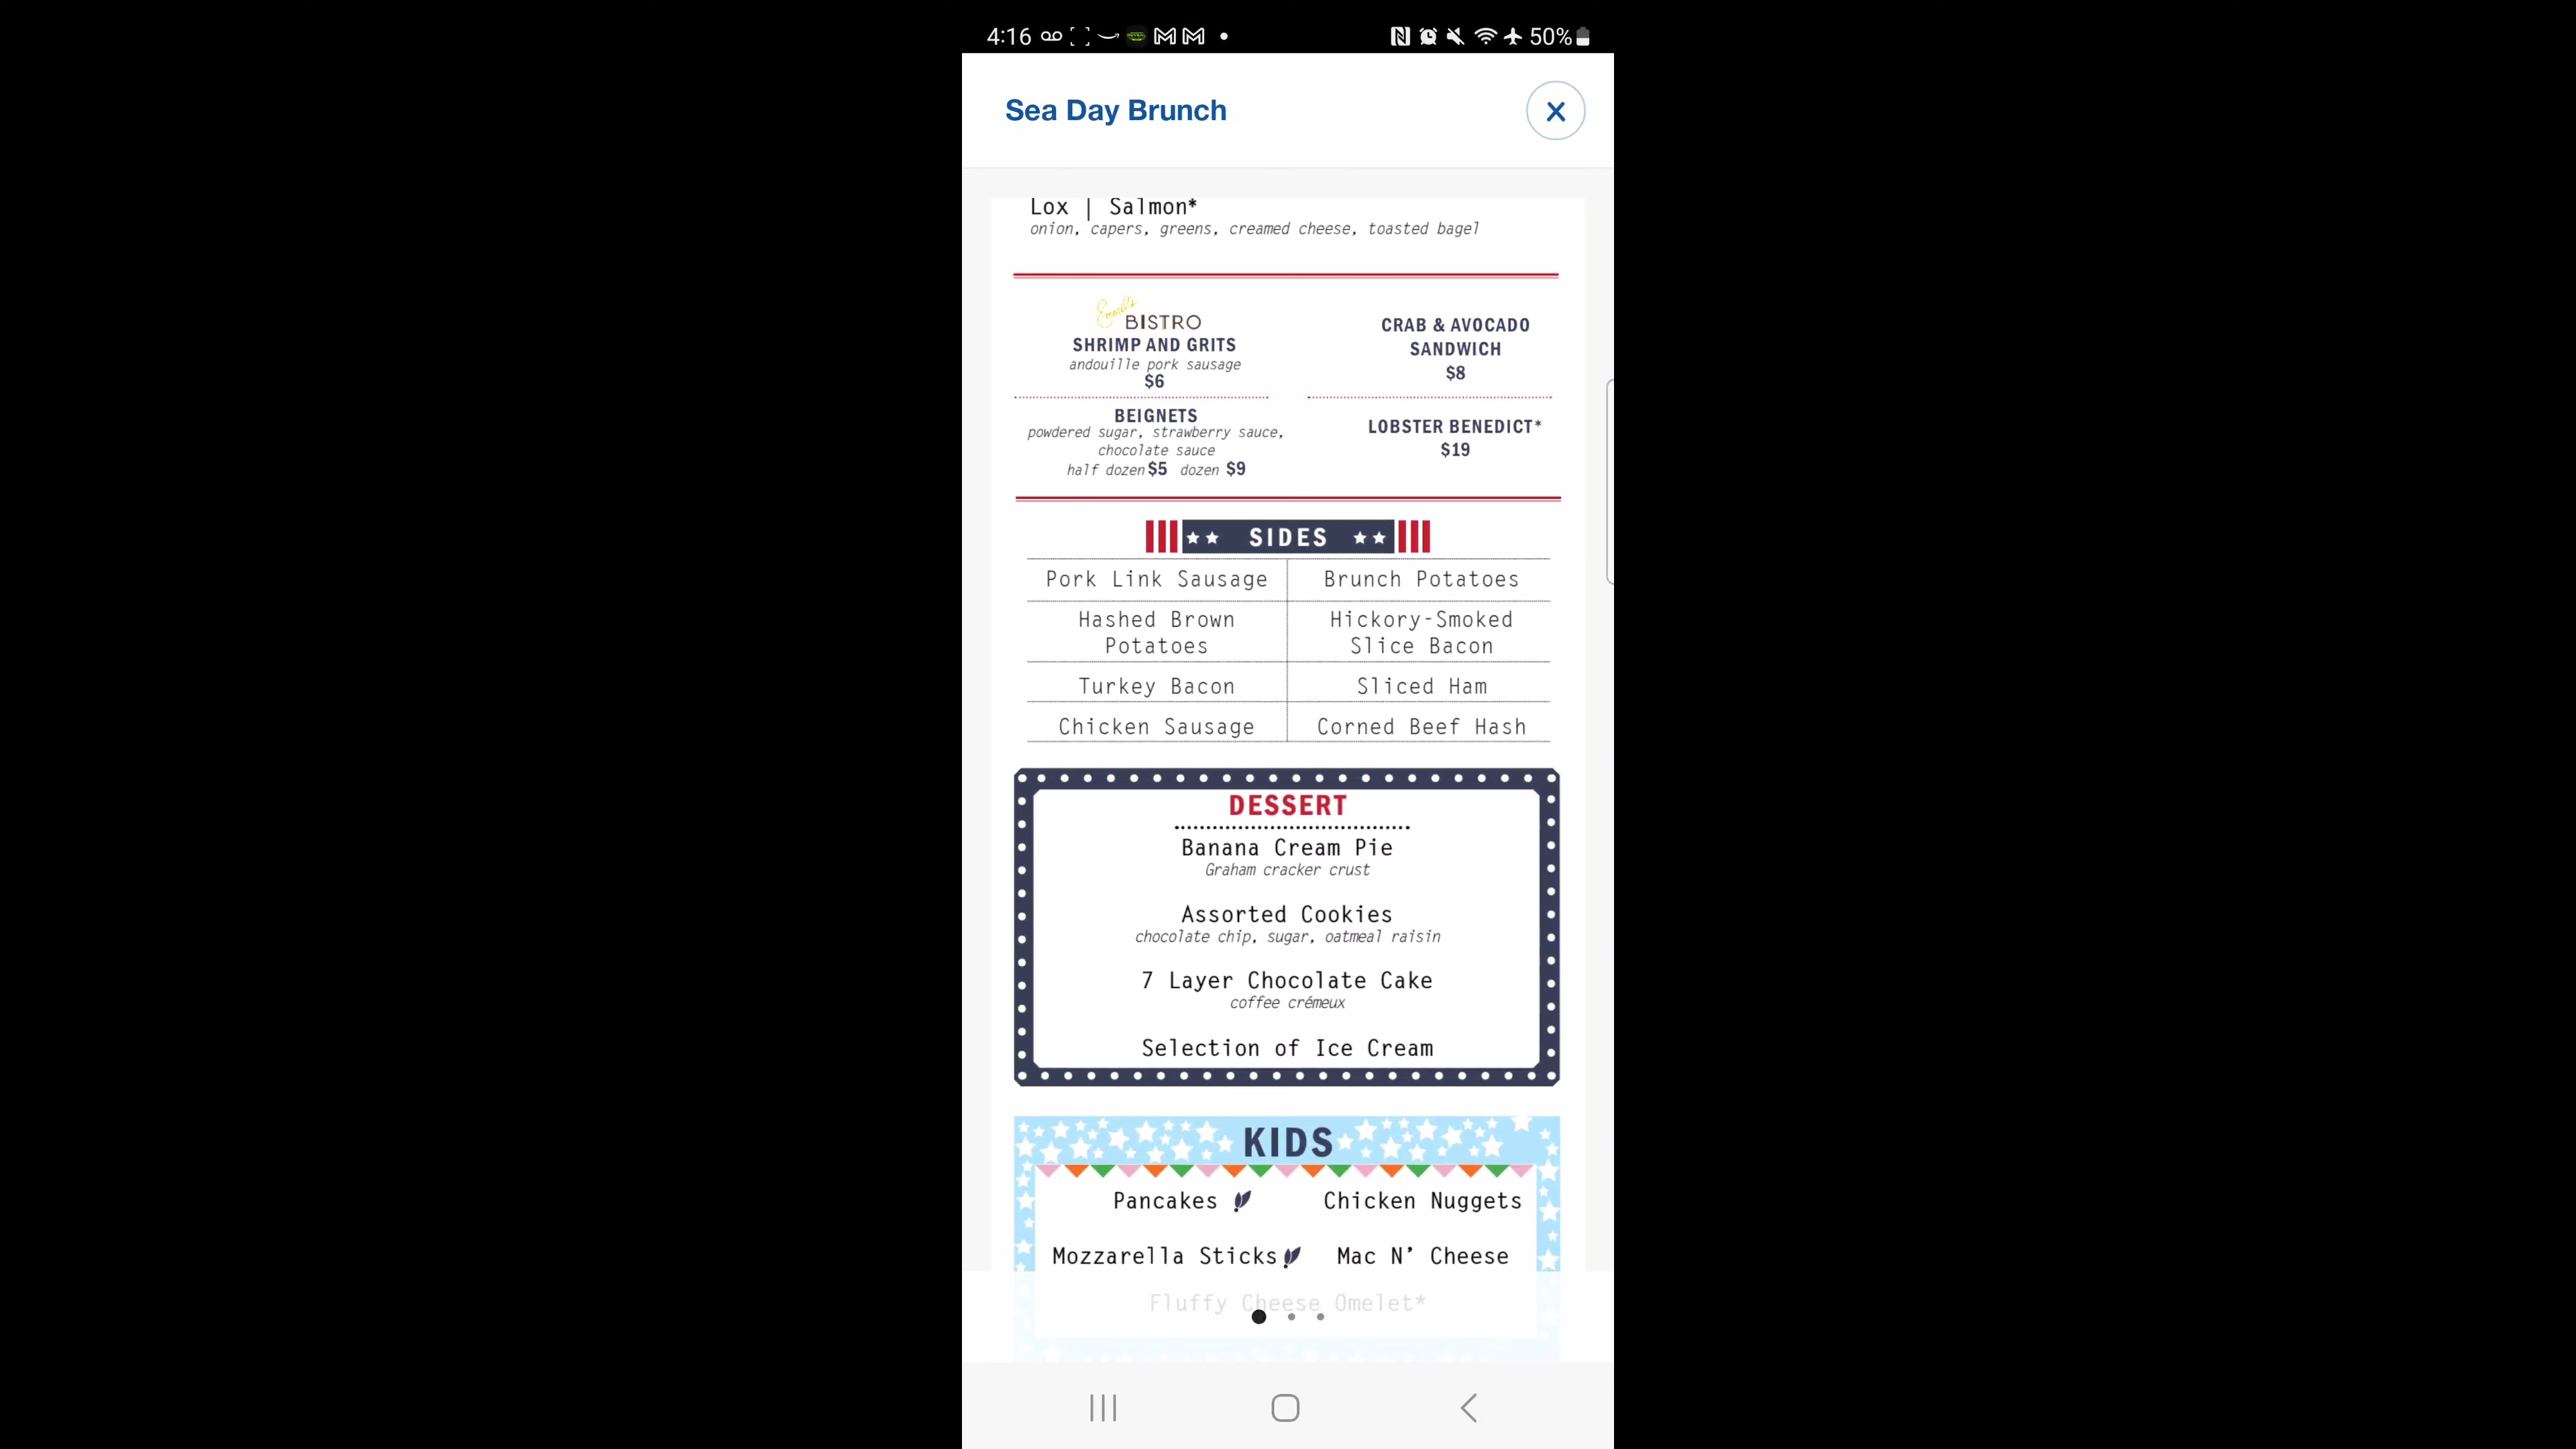 4:16
50%
Sea Day Brunch
Lox | Salmon*
onion, capers, greens, creamed cheese, toasted bagel
Emeril's
BISTRO
SHRIMP AND GRITS
andouille pork sausage
$6
CRAB & AVOCADO
SANDWICH
$8
BEIGNETS
powdered sugar, strawberry sauce,
chocolate sauce
half dozen $5 dozen $9
LOBSTER BENEDICT*
$19
SIDES
Pork Link Sausage
Brunch Potatoes
Hashed Brown
Potatoes
Hickory-Smoked
Slice Bacon
Turkey Bacon
Sliced Ham
Chicken Sausage
Corned Beef Hash
DESSERT
Banana Cream Pie
Graham cracker crust
Assorted Cookies
chocolate chip, sugar, oatmeal raisin
7 Layer Chocolate Cake
coffee crémeux
Selection of Ice Cream
KIDS
Pancakes
Chicken Nuggets
Mozzarella Sticks
Mac N’ Cheese
Fluffy Cheese Omelet*